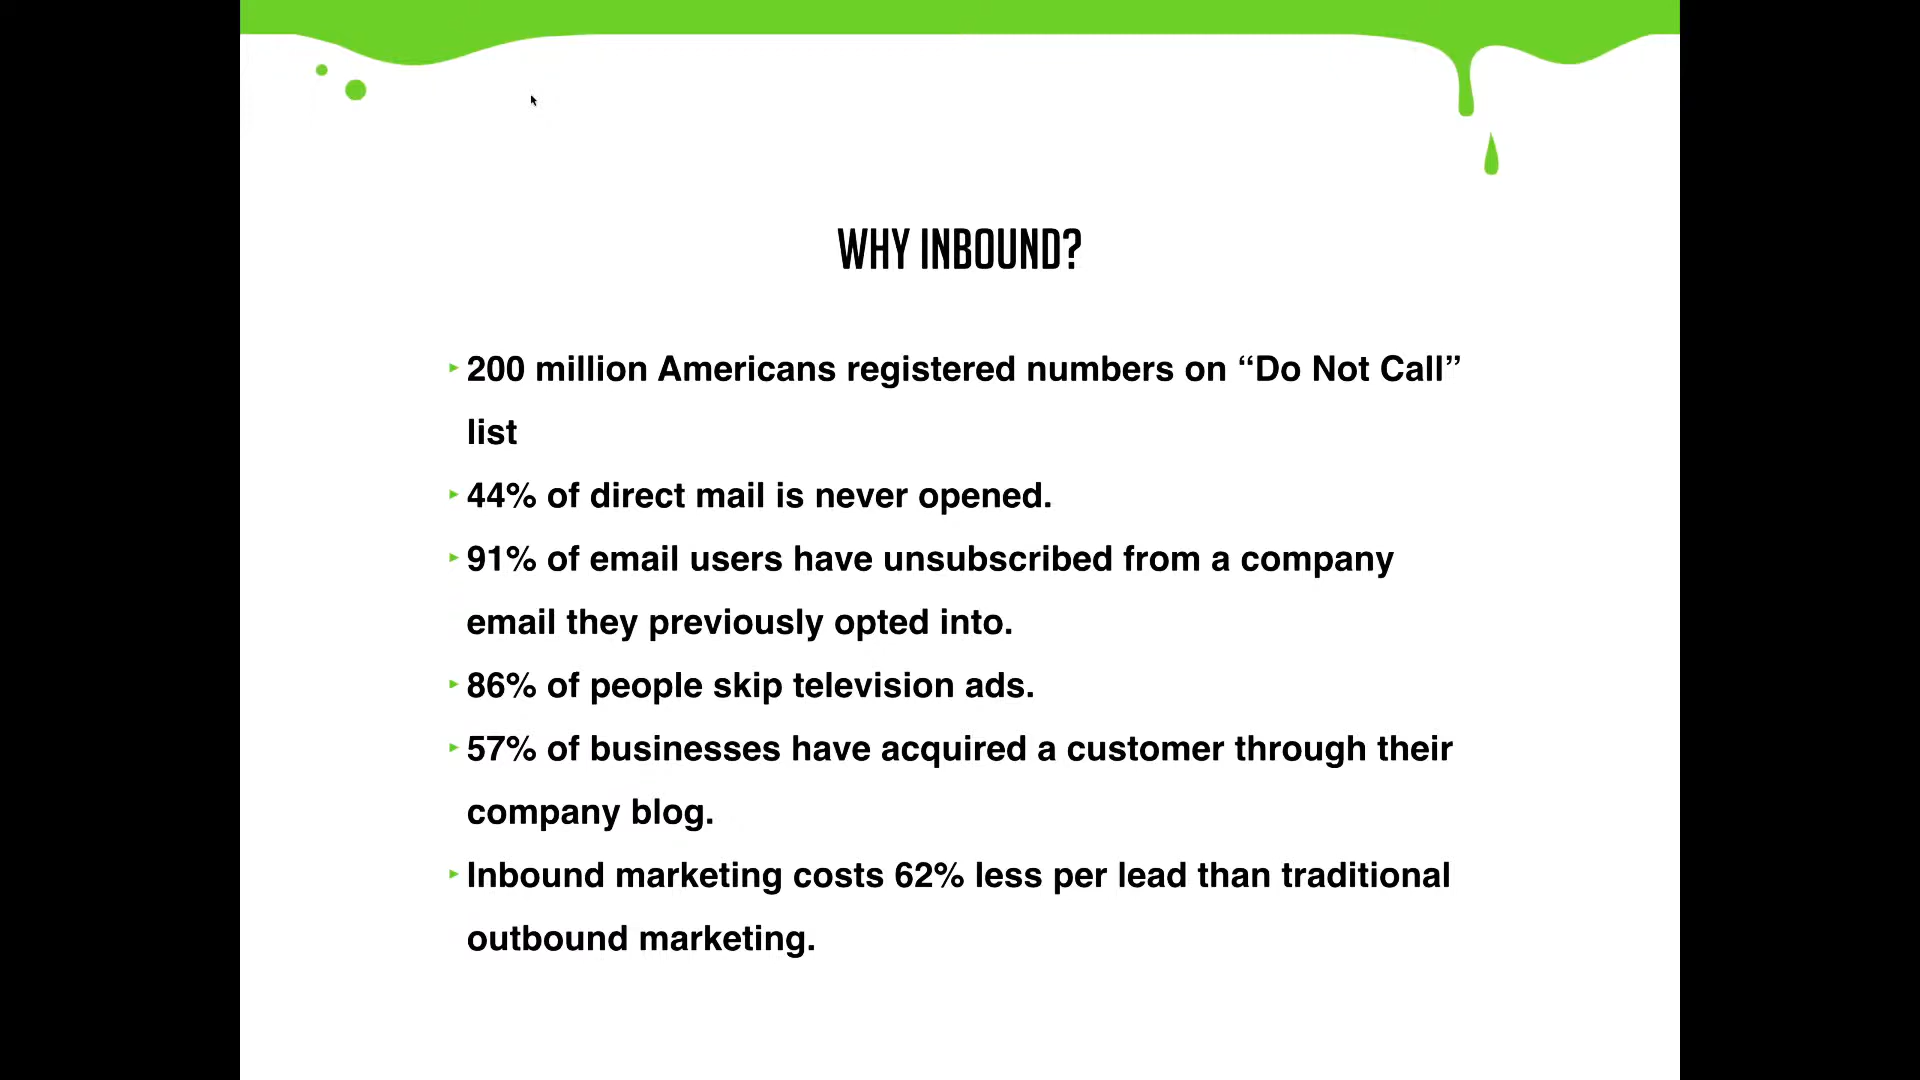 WHY INBOUND?
200 million Americans registered numbers on “Do Not Call”
list
44% of direct mail is never opened.
91% of email users have unsubscribed from a company
email they previously opted into.
86% of people skip television ads.
57% of businesses have acquired a customer through their
company blog.
Inbound marketing costs 62% less per lead than traditional
outbound marketing.